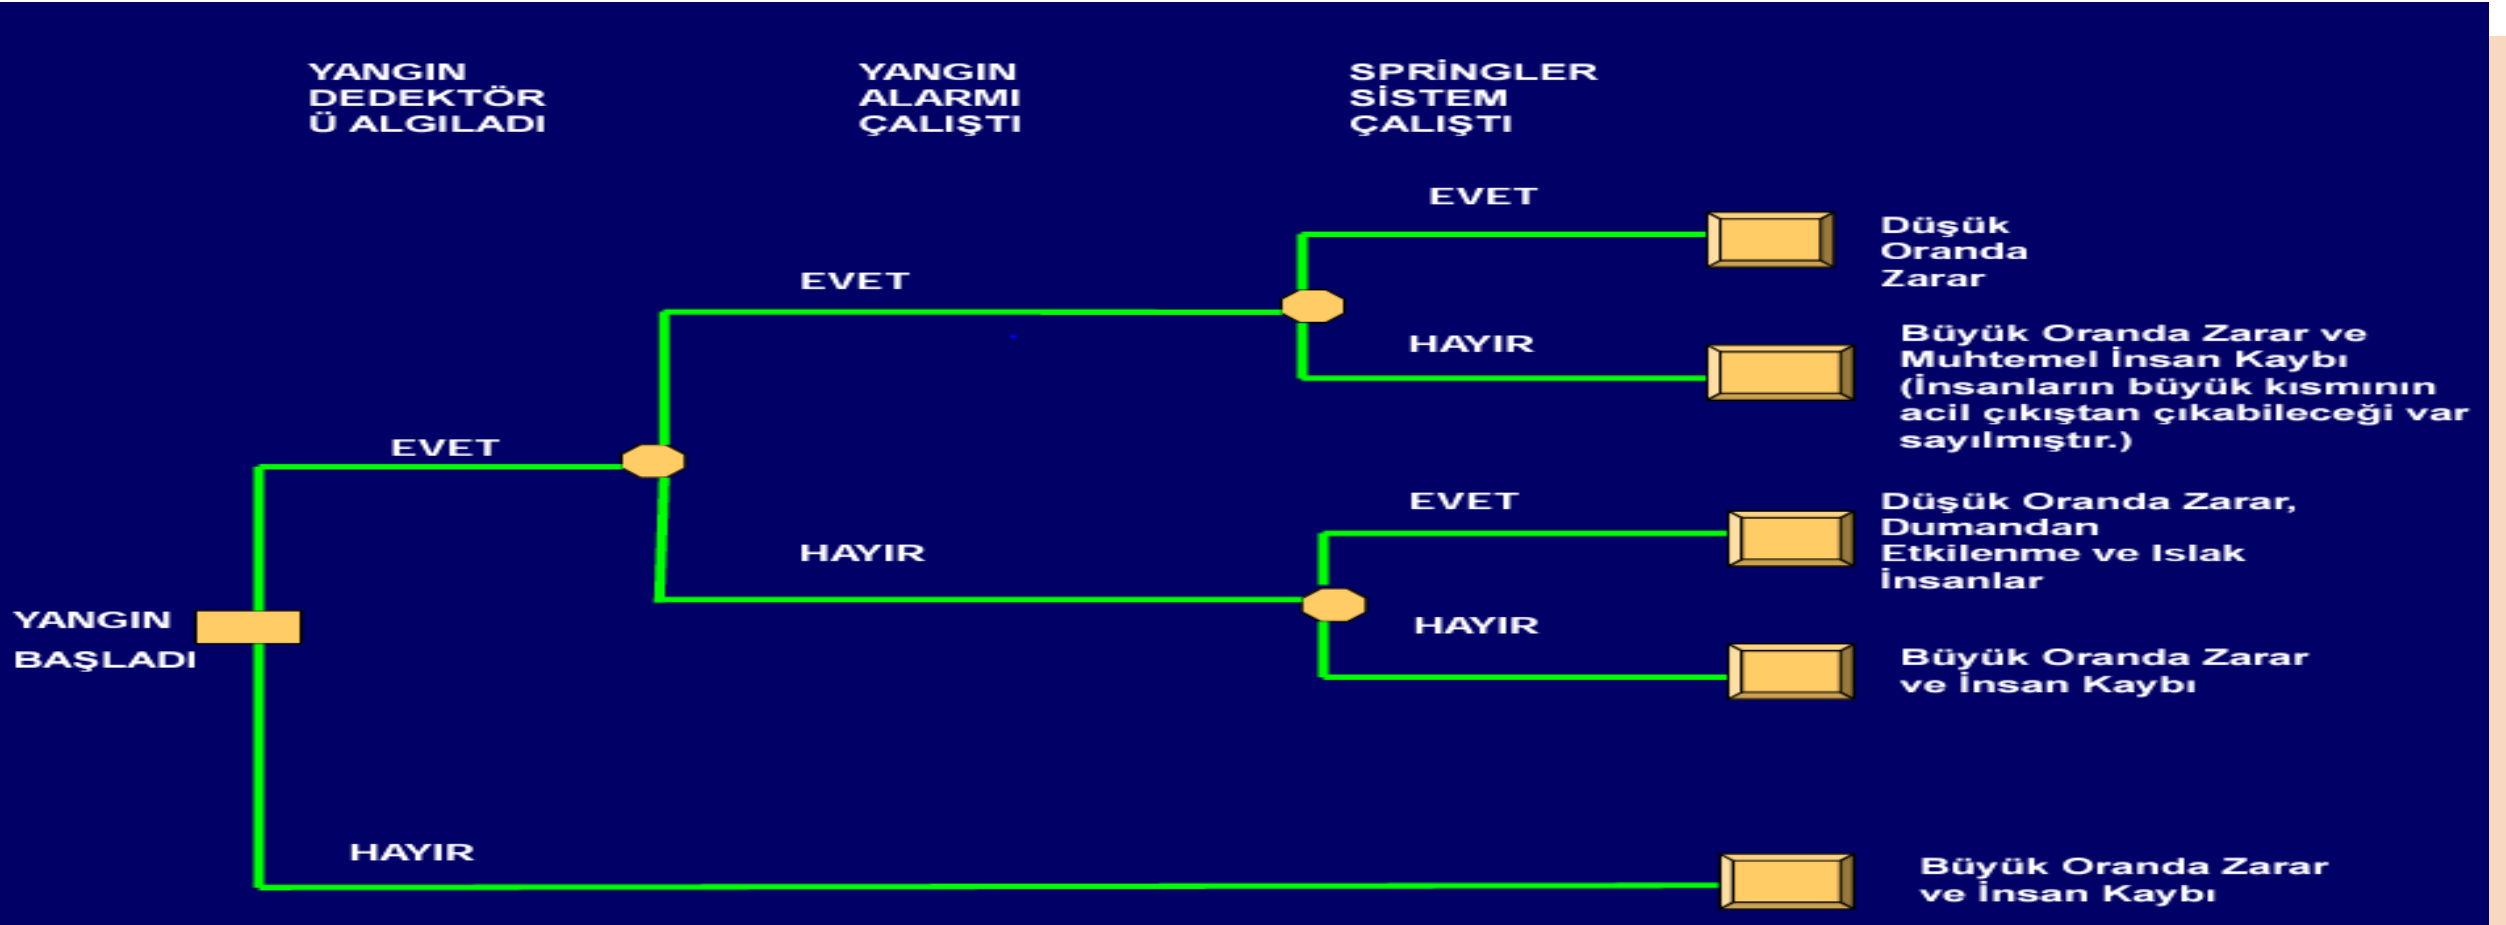 YANGIN
DEDEKTÖR
Ü ALGILADI
YANGIN
ALARMI
ÇALIŞTI
SPRİNGLER
SİSTEM
ÇALIŞTI
EVET
Düşük
Oranda
Zarar
EVET
HAYIR
Büyük Oranda Zarar ve
Muhtemel İnsan Kaybı
(İnsanların büyük kısmının
acil çıkıştan çıkabileceği var
sayılmıştır.)
EVET
EVET
Düşük Oranda Zarar,
Dumandan
Etkilenme ve Islak
İnsanlar
HAYIR
HAYIR
YANGIN
BAŞLADI
Büyük Oranda Zarar
ve İnsan Kaybı
HAYIR
Büyük Oranda Zarar
ve İnsan Kaybı